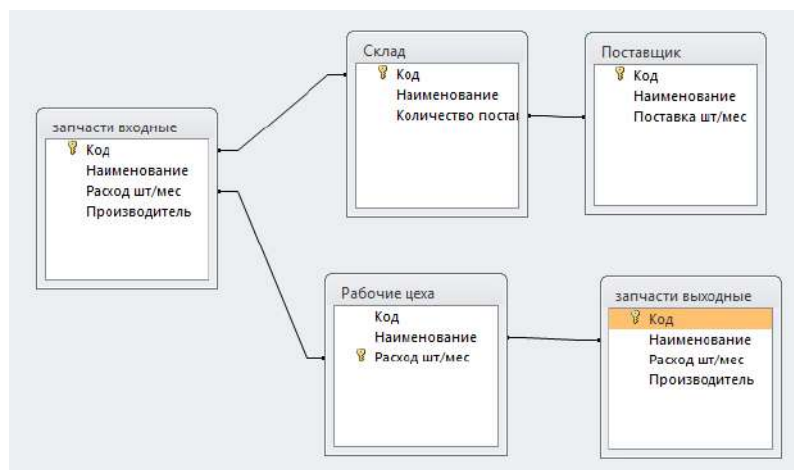 Склад
Код
Наименование
Количество постав
Поставщик
Код
Наименование
Поставка шт/мес
запчасти входные
Код
Наименование
Расход шт/мес
Производитель
Рабочие цеха
Код
Наименование
Расход шт/мес
запчасти выходные
Код
Наименование
Расход шт/мес
Производитель